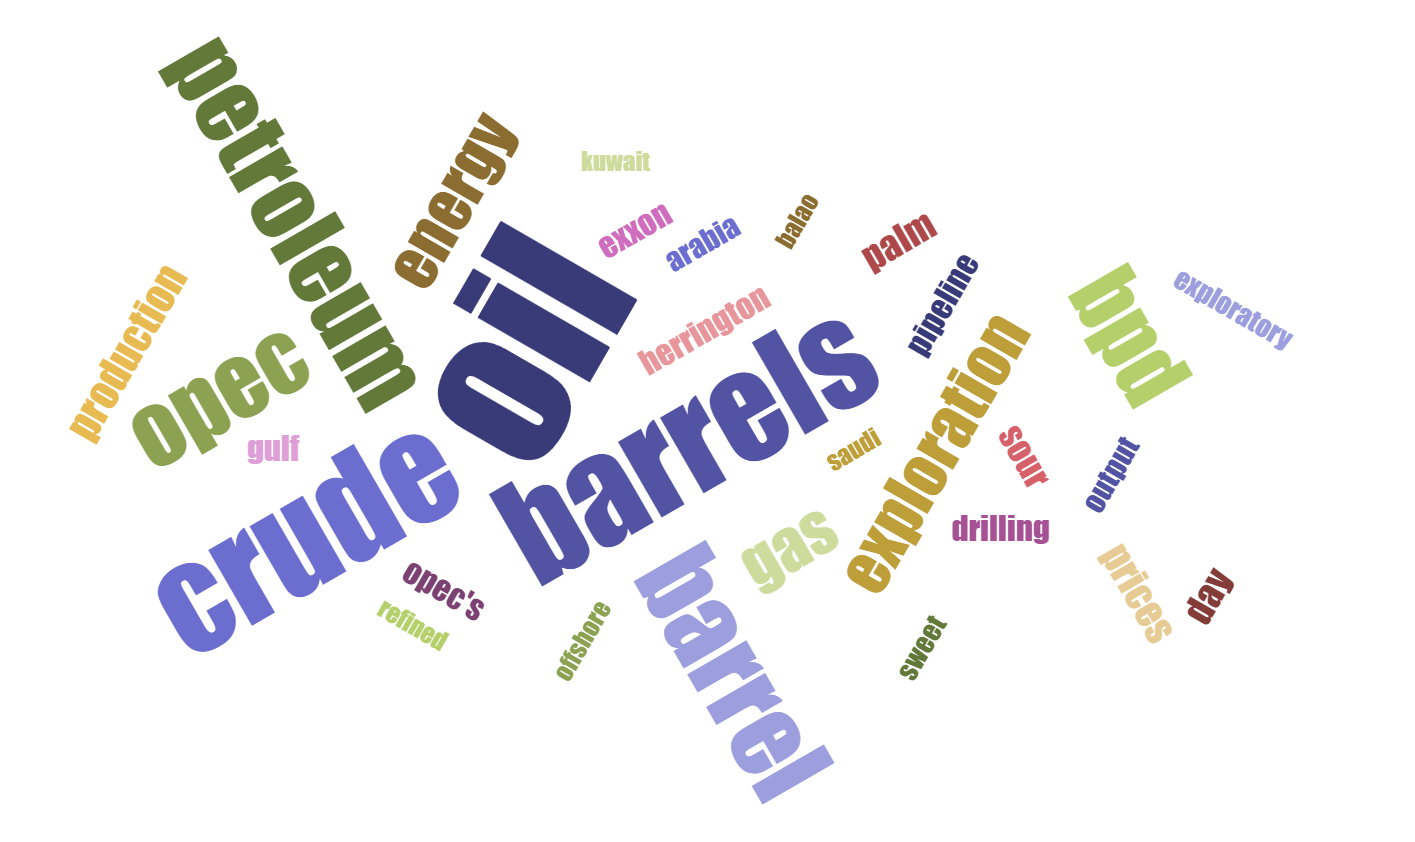 petroleum
energy
kuwait
exxon
arabia
balao
palm
pipeline
exploratory
oil
production
opec
herrington
bpd
barrels
exploration
gulf
crude
saudi
sour
output
gas
drilling
opec's
refined
barrel
offshore
sweet
prices
day